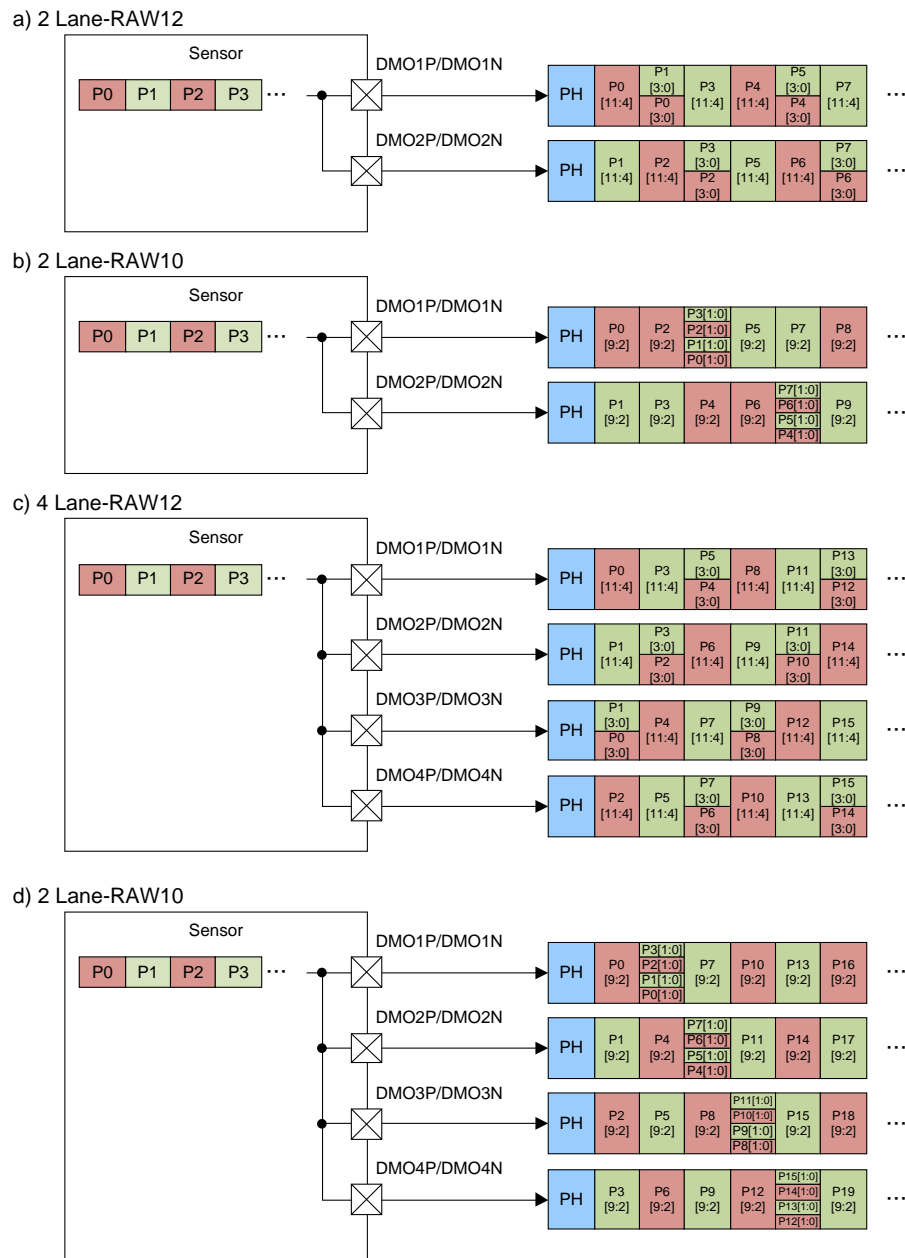 a) 2 Lane-RAW12
Sensor
P0 P1 P2 P3 ...
DMO1P/DMO1N
PH P0 [11:4] P1 [3:0] P0 [3:0] P3 [11:4] P4 [11:4] P5 [3:0] P4 [3:0] P7 [11:4] ...
DMO2P/DMO2N
PH P1 [11:4] P2 [11:4] P3 [3:0] P2 [3:0] P5 [11:4] P6 [11:4] P7 [3:0] P6 [3:0] ...
b) 2 Lane-RAW10
Sensor
P0 P1 P2 P3 ...
DMO1P/DMO1N
PH P0 [9:2] P2 [9:2] P3[1:0] P2[1:0] P1[1:0] P0[1:0] P5 [9:2] P7 [9:2] P8 [9:2] ...
DMO2P/DMO2N
PH P1 [9:2] P3 [9:2] P4 [9:2] P6 [9:2] P7[1:0] P6[1:0] P5[1:0] P4[1:0] P9 [9:2] ...
c) 4 Lane-RAW12
Sensor
P0 P1 P2 P3 ...
DMO1P/DMO1N
PH P0 [11:4] P3 [11:4] P5 [3:0] P4 [3:0] P8 [11:4] P11 [11:4] P13 [3:0] P12 [3:0] ...
DMO2P/DMO2N
PH P1 [11:4] P3 [3:0] P2 [3:0] P6 [11:4] P9 [11:4] P11 [3:0] P10 [3:0] P14 [11:4] ...
DMO3P/DMO3N
PH P1 [3:0] P0 [3:0] P4 [11:4] P7 [11:4] P9 [3:0] P8 [3:0] P12 [11:4] P15 [11:4] ...
DMO4P/DMO4N
PH P2 [11:4] P5 [11:4] P7 [3:0] P6 [3:0] P10 [11:4] P13 [11:4] P15 [3:0] P14 [3:0] ...
d) 2 Lane-RAW10
Sensor
P0 P1 P2 P3 ...
DMO1P/DMO1N
PH P0 [9:2] P3[1:0] P2[1:0] P1[1:0] P0[1:0] P7 [9:2] P10 [9:2] P13 [9:2] P16 [9:2] ...
DMO2P/DMO2N
PH P1 [9:2] P4 [9:2] P7[1:0] P6[1:0] P5[1:0] P4[1:0] P11 [9:2] P14 [9:2] P17 [9:2] ...
DMO3P/DMO3N
PH P2 [9:2] P5 [9:2] P8 [9:2] P11[1:0] P10[1:0] P9[1:0] P8[1:0] P15 [9:2] P18 [9:2] ...
DMO4P/DMO4N
PH P3 [9:2] P6 [9:2] P9 [9:2] P12 [9:2] P15[1:0] P14[1:0] P13[1:0] P12[1:0] P19 [9:2] ...